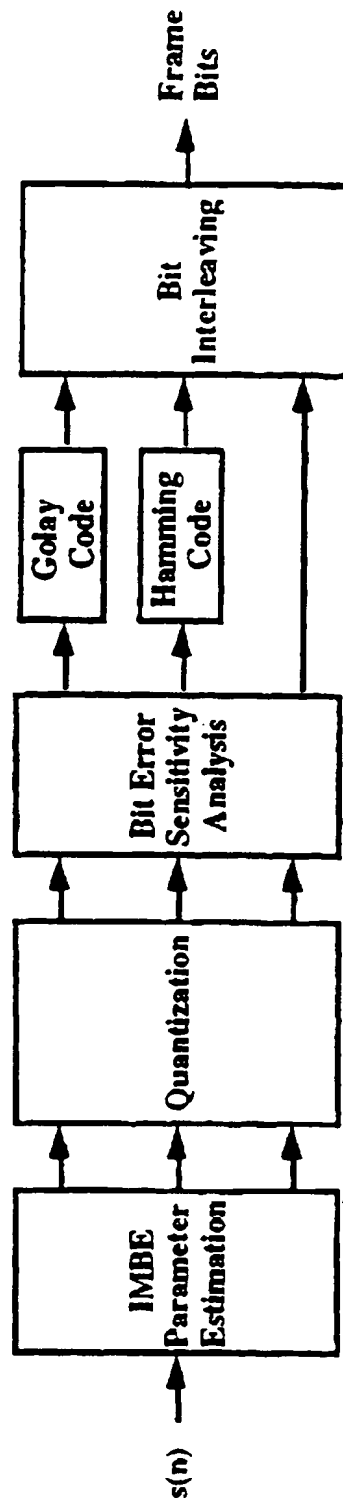 s(n)
IMBE
Parameter
Estimation
Quantization
Bit Error
Sensitivity
Analysis
Golay
Code
Hamming
Code
Bit
Interleaving
Frame
Bits